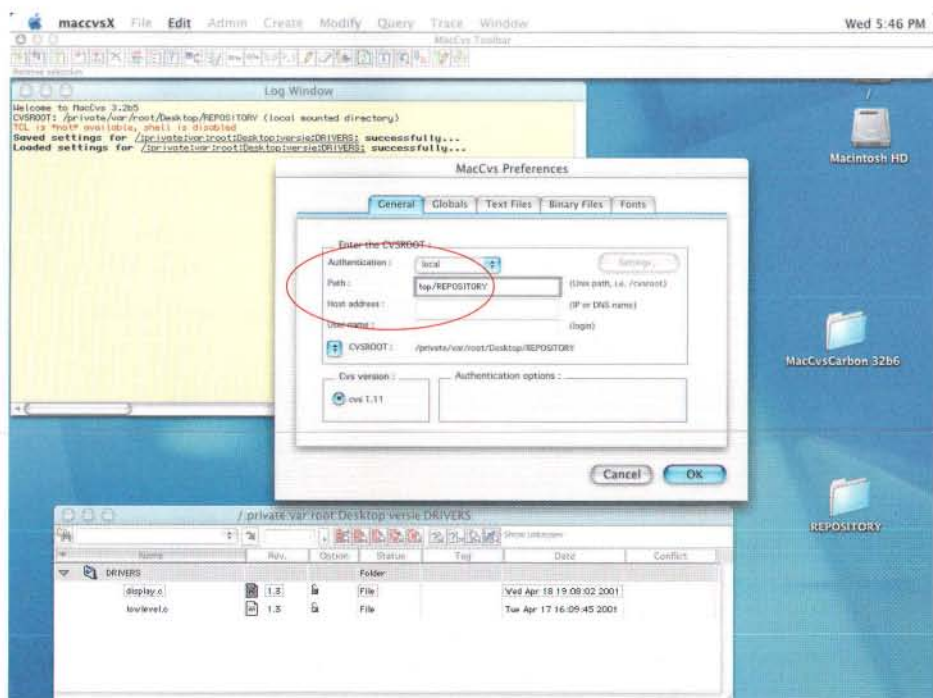 maccvsX File Edit Admin Create Modify Query Trace Window Wed 5:46 PM
MacCvs Toolbar
Remove selection
Log Window
Welcome to MacCvs 3.2b5
CVSROOT: /private/var/root/Desktop/REPOSITORY (local mounted directory)
TCL is *not* available, shell is disabled
Saved settings for /:private:var:root:Desktop:versie:DRIVERS: successfully...
Loaded settings for /:private:var:root:Desktop:versie:DRIVERS: successfully...
/
Macintosh HD
MacCvs Preferences
General Globals Text Files Binary Files Fonts
Enter the CVSROOT :
Authentication : local Settings...
Path : top/REPOSITORY (Unix path, i.e. /cvsroot)
Host address : (IP or DNS name)
User name : (login)
CVSROOT : /private/var/root/Desktop/REPOSITORY
Cvs version :
cvs 1.11
Authentication options :
Cancel OK
MacCvsCarbon 32b6
REPOSITORY
/ private var root Desktop versie DRIVERS
Show Unknown
Name Rev. Option Status Tag Date Conflict
DRIVERS Folder
display.c 1.3 File Wed Apr 18 19:08:02 2001
lowlevel.c 1.3 File Tue Apr 17 16:09:45 2001